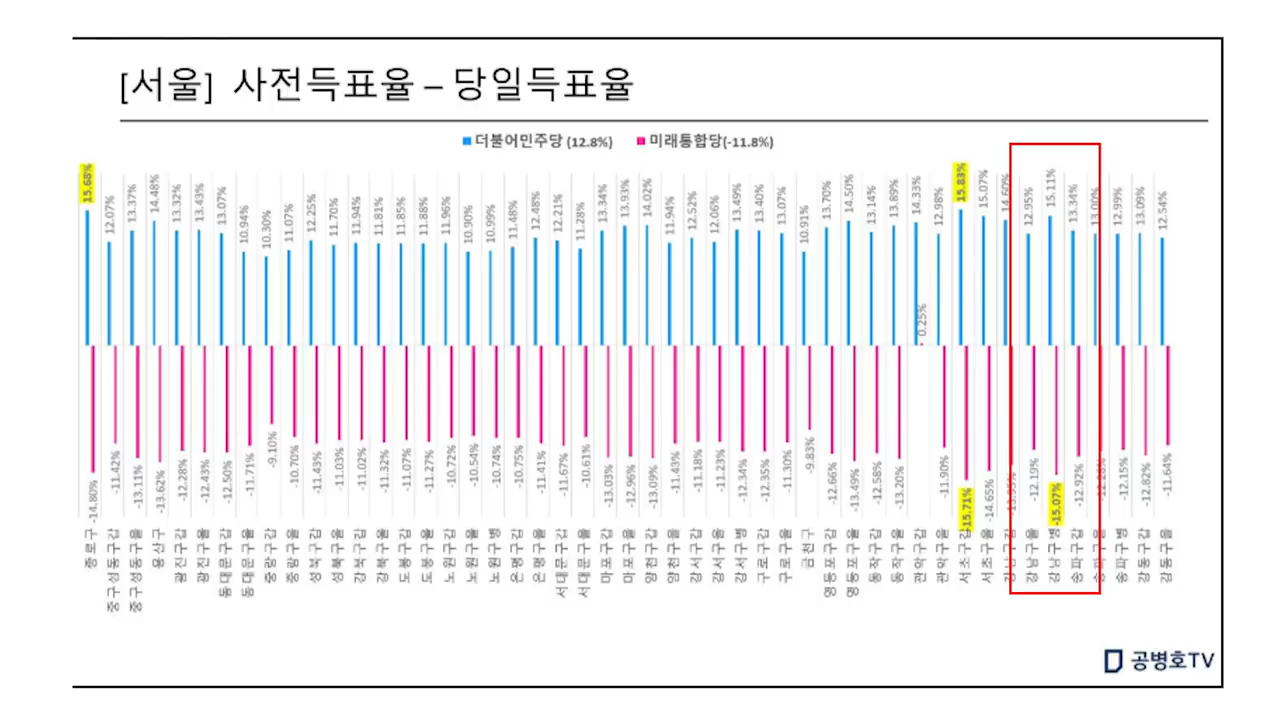 [서울] 사전득표율 – 당일득표율
더불어민주당 (12.8%) 미래통합당(-11.8%)
15.68% 12.07% 13.37% 14.48% 13.32% 13.43% 13.07% 10.94% 10.30% 11.07% 12.25% 11.70% 11.94% 11.81% 11.85% 11.88% 11.96% 10.90% 10.99% 11.48% 12.48% 12.21% 11.28% 13.34% 13.93% 14.02% 11.94% 12.52% 12.06% 13.49% 13.40% 13.07% 10.91% 13.70% 14.50% 13.14% 13.89% 14.33% 12.98% 15.83% 15.07% 14.60% 12.95% 15.11% 13.34% 13.00% 12.99% 13.09% 12.54%
0.25%
-14.80% -11.42% -13.11% -13.62% -12.28% -12.43% -12.50% -11.71% -9.10% -10.70% -11.43% -11.03% -11.02% -11.32% -11.07% -11.27% -10.72% -10.54% -10.74% -10.75% -11.41% -11.67% -10.61% -13.03% -12.96% -13.09% -11.43% -11.18% -11.23% -12.34% -12.35% -11.30% -9.83% -12.66% -13.49% -12.58% -13.20% -11.90% -15.71% -14.65% -12.19% -15.07% -12.92% -12.15% -12.82% -11.64%
종로구 중구성동구갑 중구성동구을 용산구 광진구갑 광진구을 동대문구갑 동대문구을 중랑구갑 중랑구을 성북구갑 성북구을 강북구갑 강북구을 도봉구갑 도봉구을 노원구갑 노원구을 노원구병 은평구갑 은평구을 서대문구갑 서대문구을 마포구갑 마포구을 양천구갑 양천구을 강서구갑 강서구을 강서구병 구로구갑 구로구을 금천구 영등포구갑 영등포구을 동작구갑 동작구을 관악구갑 관악구을 서초구갑 서초구을 강남구갑 강남구을 강남구병 송파구갑 송파구을 송파구병 강동구갑 강동구을
공병호TV